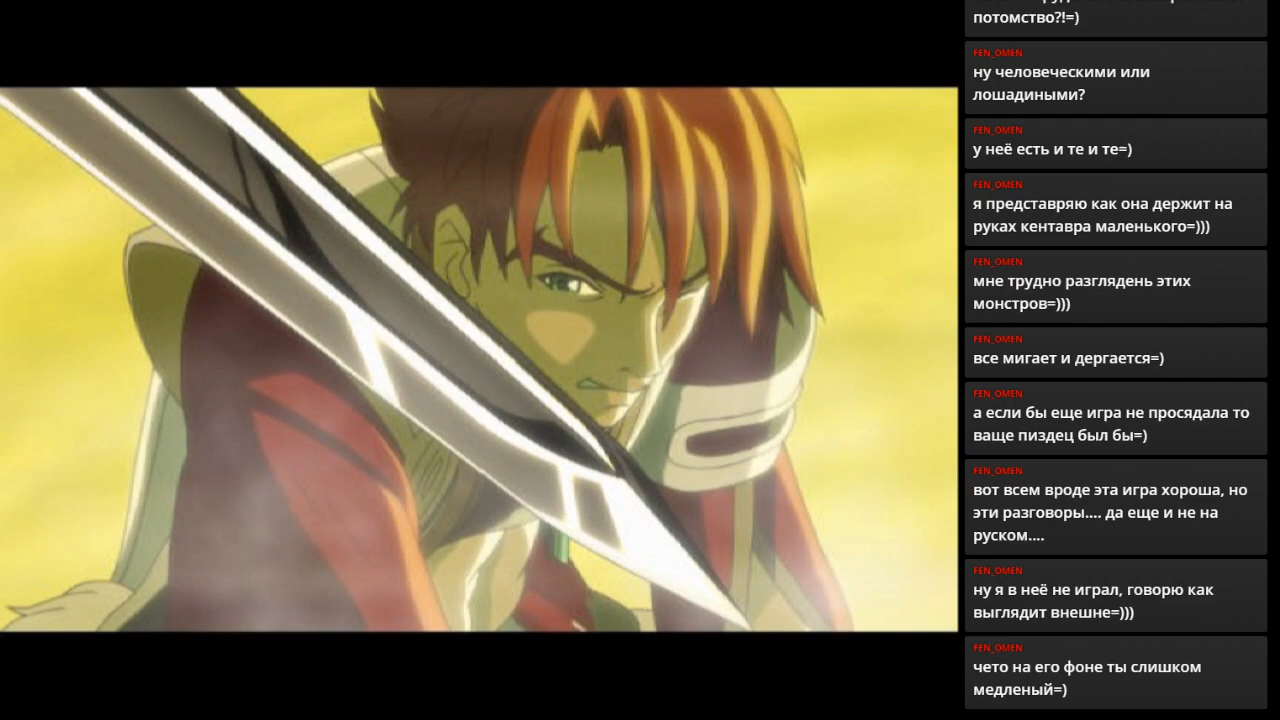 потомство?!=)
FEN_OMEN
ну человеческими или
лошадиными?
FEN_OMEN
у неё есть и те и те=)
FEN_OMEN
я представряю как она держит на
руках кентавра маленького=)))
FEN_OMEN
мне трудно разглядень этих
монстров=)))
FEN_OMEN
все мигает и дергается=)
FEN_OMEN
а если бы еще игра не просядала то
ваще пиздец был бы=)
FEN_OMEN
вот всем вроде эта игра хороша, но
эти разговоры.... да еще и не на
руском....
FEN_OMEN
ну я в неё не играл, говорю как
выглядит внешне=)))
FEN_OMEN
чето на его фоне ты слишком
медленый=)